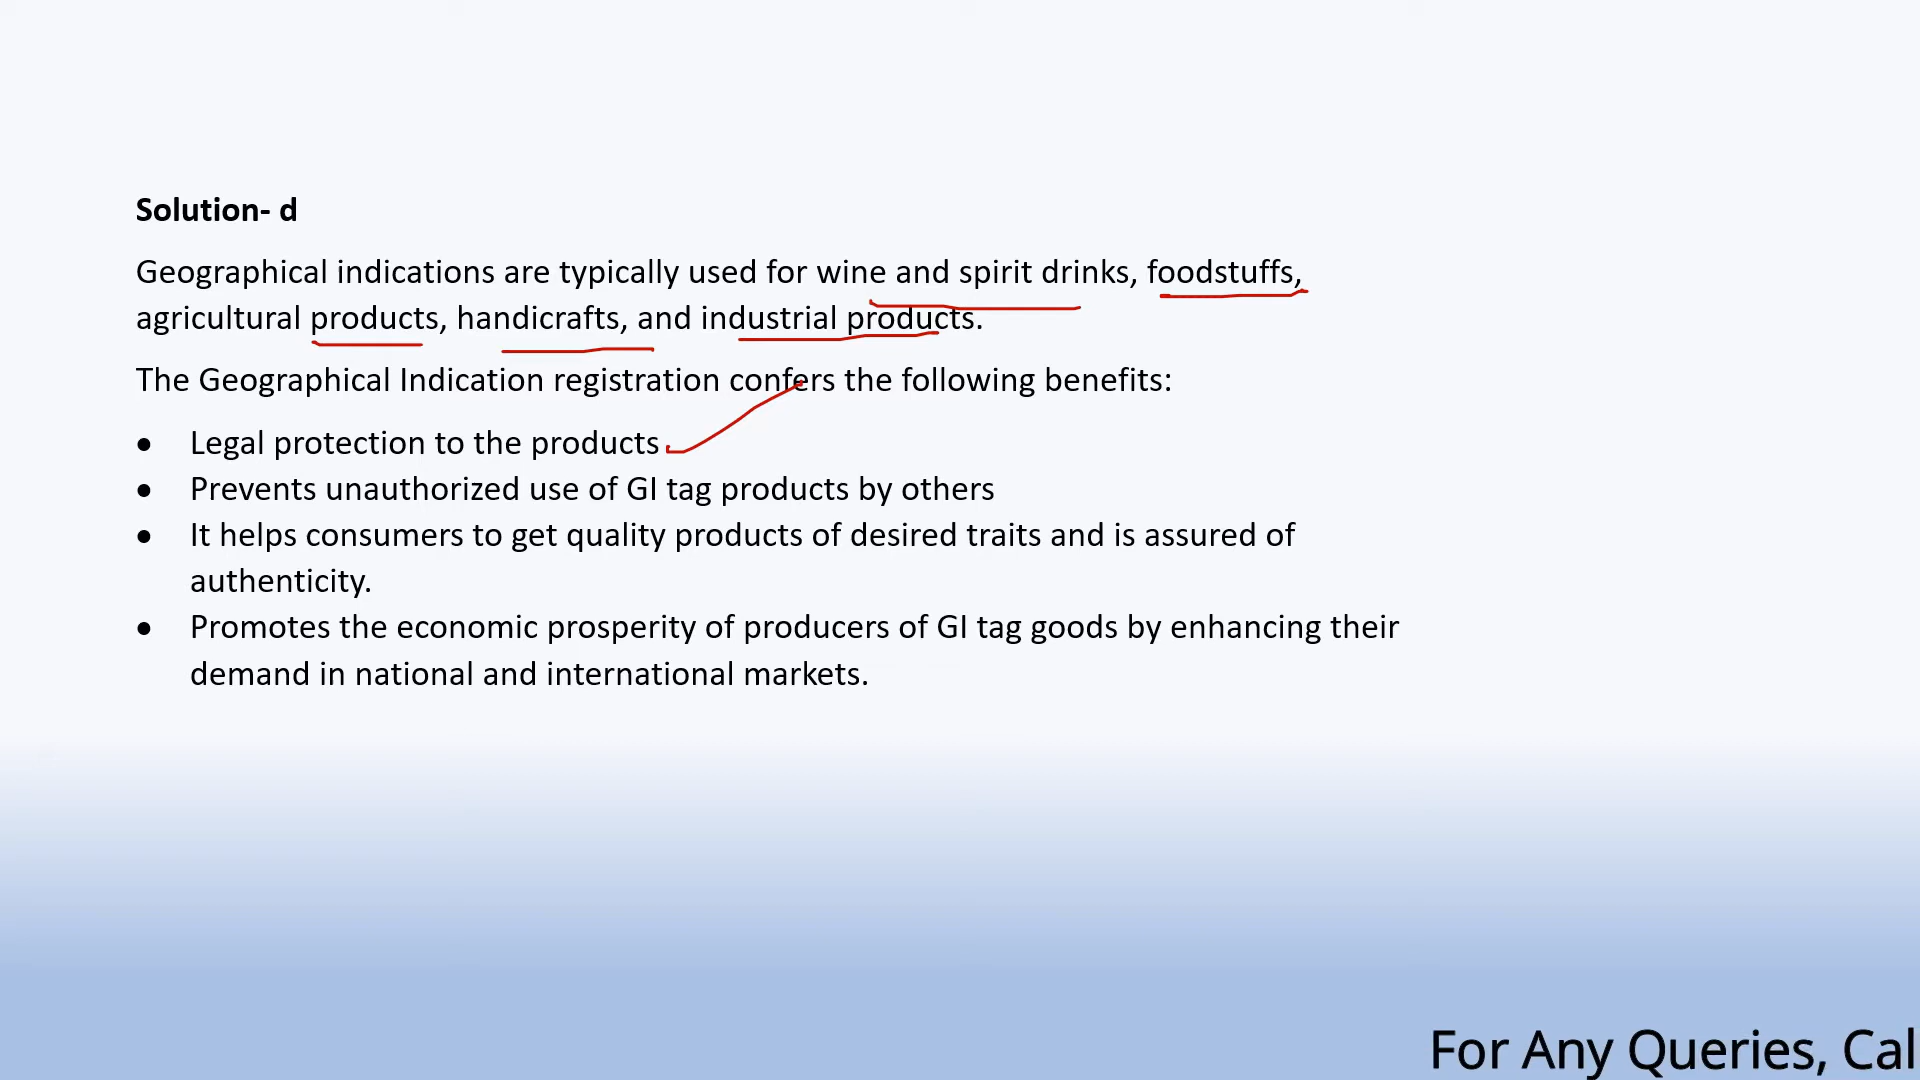 Solution- d
Geographical indications are typically used for wine and spirit drinks, foodstuffs,
agricultural products, handicrafts, and industrial products.
The Geographical Indication registration confers the following benefits:
• Legal protection to the products
• Prevents unauthorized use of GI tag products by others
• It helps consumers to get quality products of desired traits and is assured of
authenticity.
• Promotes the economic prosperity of producers of GI tag goods by enhancing their
demand in national and international markets.
For Any Queries, Cal